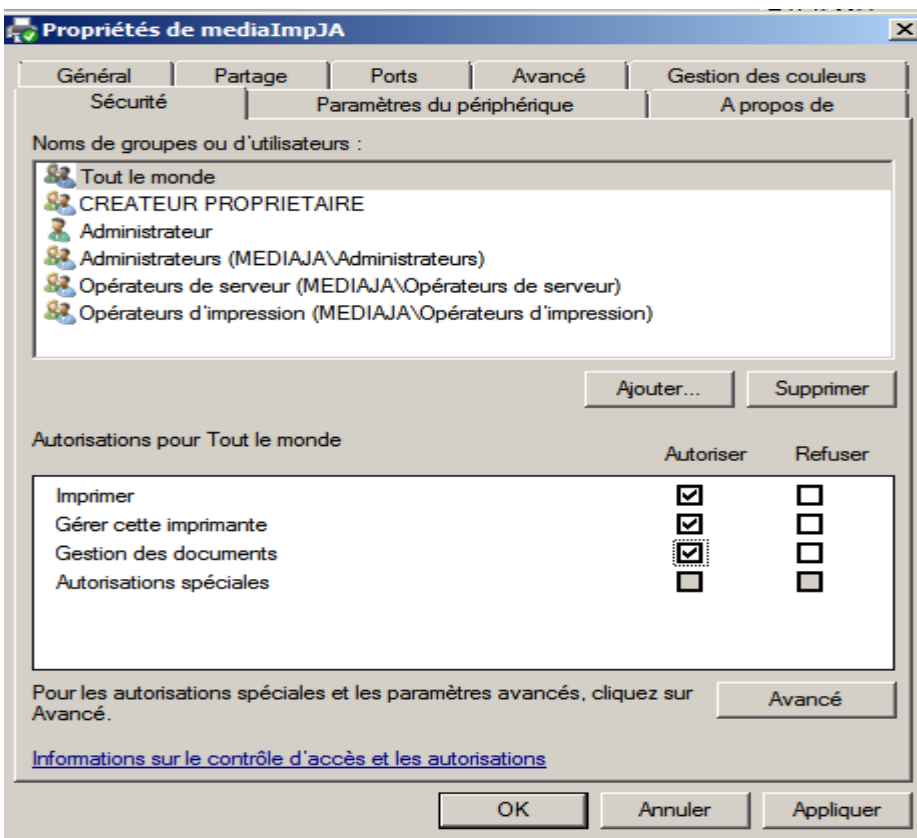 Propriétés de mediaImpJA
Général Partage Ports Avancé Gestion des couleurs
Sécurité Paramètres du périphérique A propos de
Noms de groupes ou d'utilisateurs :
Tout le monde
CREATEUR PROPRIETAIRE
Administrateur
Administrateurs (MEDIAJA\Administrateurs)
Opérateurs de serveur (MEDIAJA\Opérateurs de serveur)
Opérateurs d'impression (MEDIAJA\Opérateurs d'impression)
Ajouter... Supprimer
Autorisations pour Tout le monde Autoriser Refuser
Imprimer
Gérer cette imprimante
Gestion des documents
Autorisations spéciales
Pour les autorisations spéciales et les paramètres avancés, cliquez sur
Avancé.
Avancé
Informations sur le contrôle d'accès et les autorisations
OK Annuler Appliquer